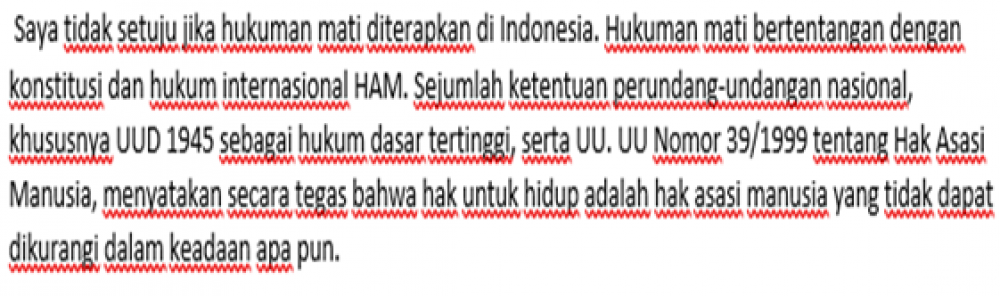 Saya tidak setuju jika hukuman mati diterapkan di Indonesia. Hukuman mati bertentangan dengan
konstitusi dan hukum internasional HAM. Sejumlah ketentuan perundang-undangan nasional,
khususnya UUD 1945 sebagai hukum dasar tertinggi, serta UU. UU Nomor 39/1999 tentang Hak Asasi
Manusia, menyatakan secara tegas bahwa hak untuk hidup adalah hak asasi manusia yang tidak dapat
dikurangi dalam keadaan apa pun.